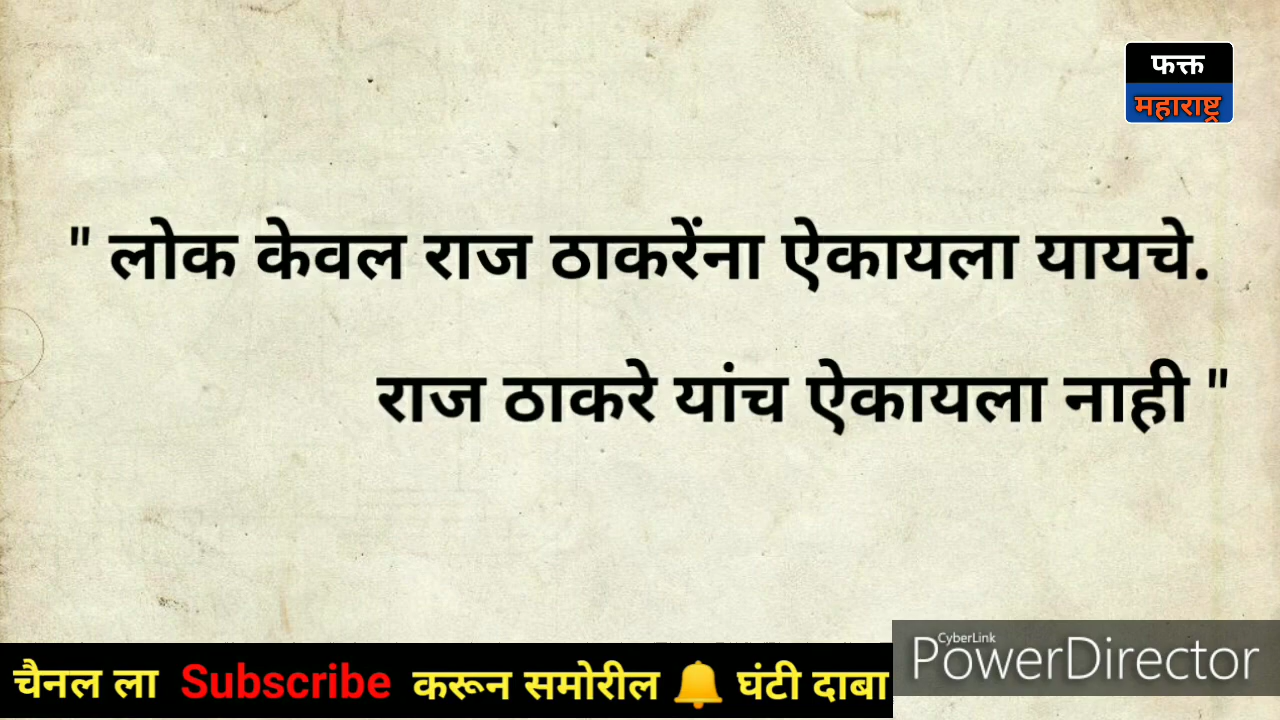 फक्त
महाराष्ट्र
" लोक केवल राज ठाकरेंना ऐकायला यायचे.
राज ठाकरे यांच ऐकायला नाही "
CyberLink
PowerDirector
चैनल ला Subscribe करून समोरील 🔔 घंटी दाबा